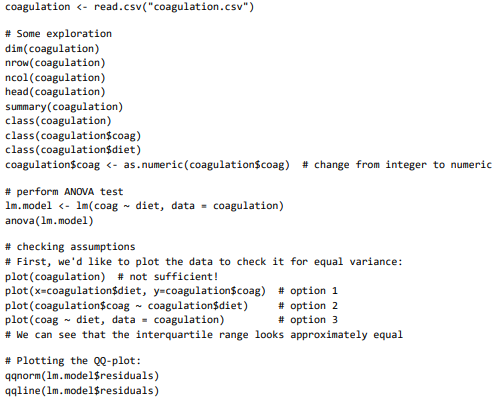 coagulation <- read.csv("coagulation.csv")
# Some exploration
dim(coagulation)
nrow(coagulation)
ncol(coagulation)
head(coagulation)
summary(coagulation)
class(coagulation)
class(coagulation$coag)
class(coagulation$diet)
coagulation$coag <- as.numeric(coagulation$coag)  # change from integer to numeric
# perform ANOVA test
lm.model <- lm(coag ~ diet, data = coagulation)
anova(lm.model)
# checking assumptions
# First, we'd like to plot the data to check it for equal variance:
plot(coagulation)  # not sufficient!
plot(x=coagulation$diet, y=coagulation$coag)  # option 1
plot(coagulation$coag ~ coagulation$diet)     # option 2
plot(coag ~ diet, data = coagulation)         # option 3
# We can see that the interquartile range looks approximately equal
# Plotting the QQ-plot:
qqnorm(lm.model$residuals)
qqline(lm.model$residuals)